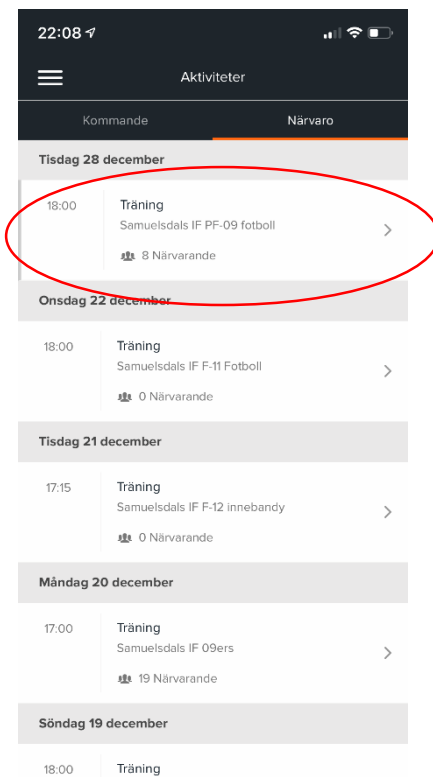 22:08
Aktiviteter
Kommande
Närvaro
Tisdag 28 december
18:00
Träning
Samuelsdals IF PF-09 fotboll
8 Närvarande
Onsdag 22 december
18:00
Träning
Samuelsdals IF F-11 Fotboll
0 Närvarande
Tisdag 21 december
17:15
Träning
Samuelsdals IF F-12 innebandy
0 Närvarande
Måndag 20 december
17:00
Träning
Samuelsdals IF 09ers
19 Närvarande
Söndag 19 december
18:00
Träning